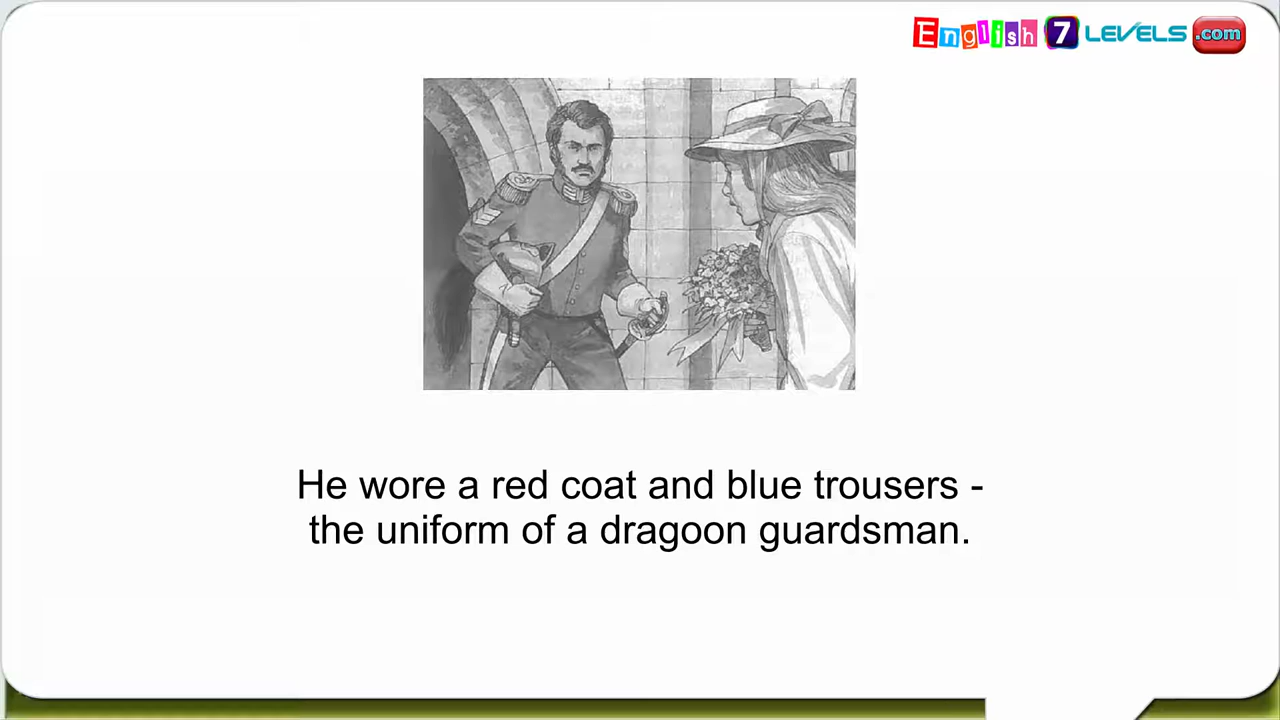 English 7 LEVELS .com
He wore a red coat and blue trousers -
the uniform of a dragoon guardsman.